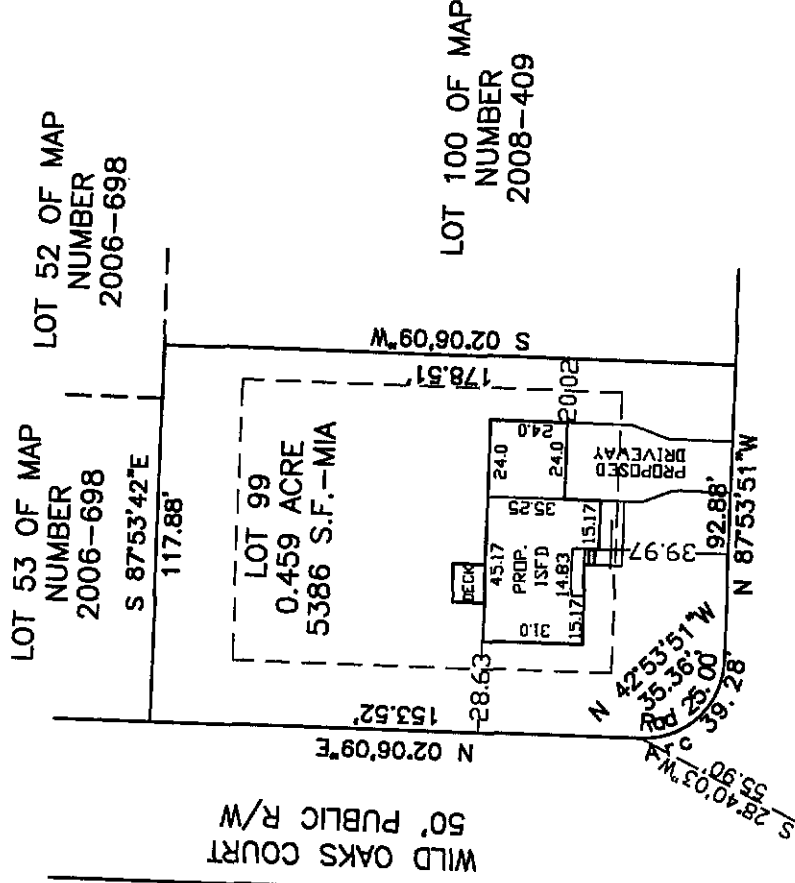 LOT 53 OF MAP
NUMBER
2006-698
LOT 52 OF MAP
NUMBER
2006-698
LOT 100 OF MAP
NUMBER
2008-409
S 87°53'42"E
117.88'
S 02°06'09"W
178.51'
LOT 99
0.459 ACRE
5386 S.F.-MIA
20.02
24.0
24.0
24.0
DECK
45.17
35.25
PROP.
1SFD
14.83
15.17
31.0
15.17
PROPOSED
DRIVEWAY
28.63
39.97
92.88'
N 87°53'51"W
N 02°06'09"E
153.52'
N 42°53'51"W
35.36'
Rad 25.00'
Arc 39.28'
S 28°40'03"W
55.90'
WILD OAKS COURT
50' PUBLIC R/W